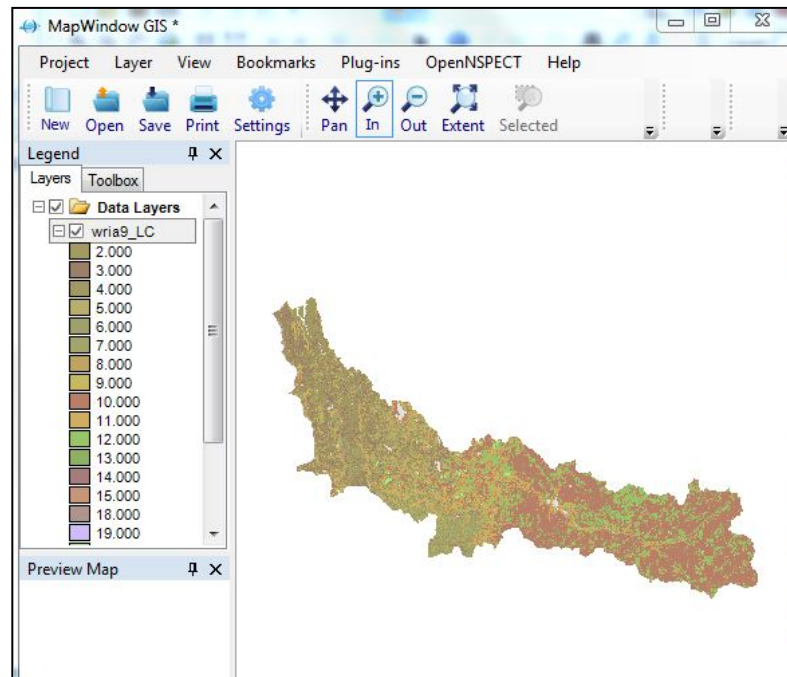 MapWindow GIS *
Project Layer View Bookmarks Plug-ins OpenNSPECT Help
New Open Save Print Settings Pan In Out Extent Selected
Legend
Layers Toolbox
Data Layers
wria9_LC
2.000
3.000
4.000
5.000
6.000
7.000
8.000
9.000
10.000
11.000
12.000
13.000
14.000
15.000
18.000
19.000
Preview Map